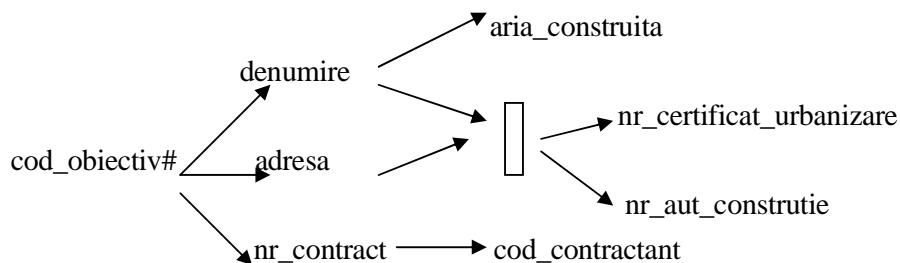 aria_construita
denumire
nr_certificat_urbanizare
cod_obiectiv#
adresa
nr_aut_construtie
nr_contract
cod_contractant